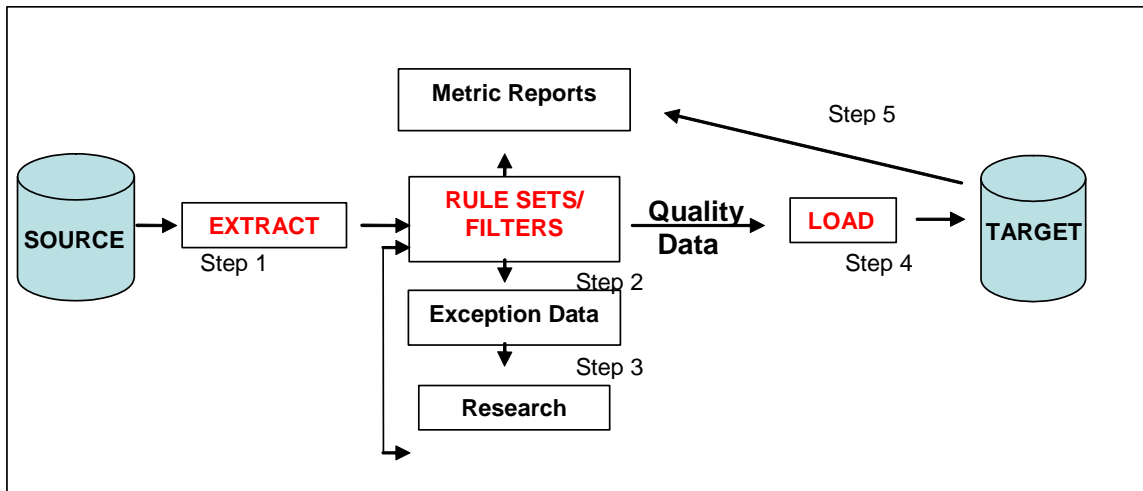 Metric Reports
Step 5
SOURCE
EXTRACT
Step 1
RULE SETS/
FILTERS
Quality
Data
LOAD
Step 4
TARGET
Step 2
Exception Data
Step 3
Research